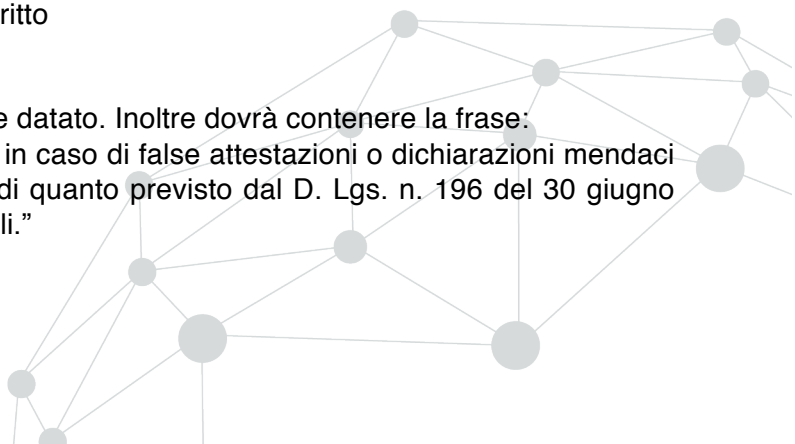 ritto
e datato. Inoltre dovrà contenere la frase:
in caso di false attestazioni o dichiarazioni mendaci
di quanto previsto dal D. Lgs. n. 196 del 30 giugno
li.”